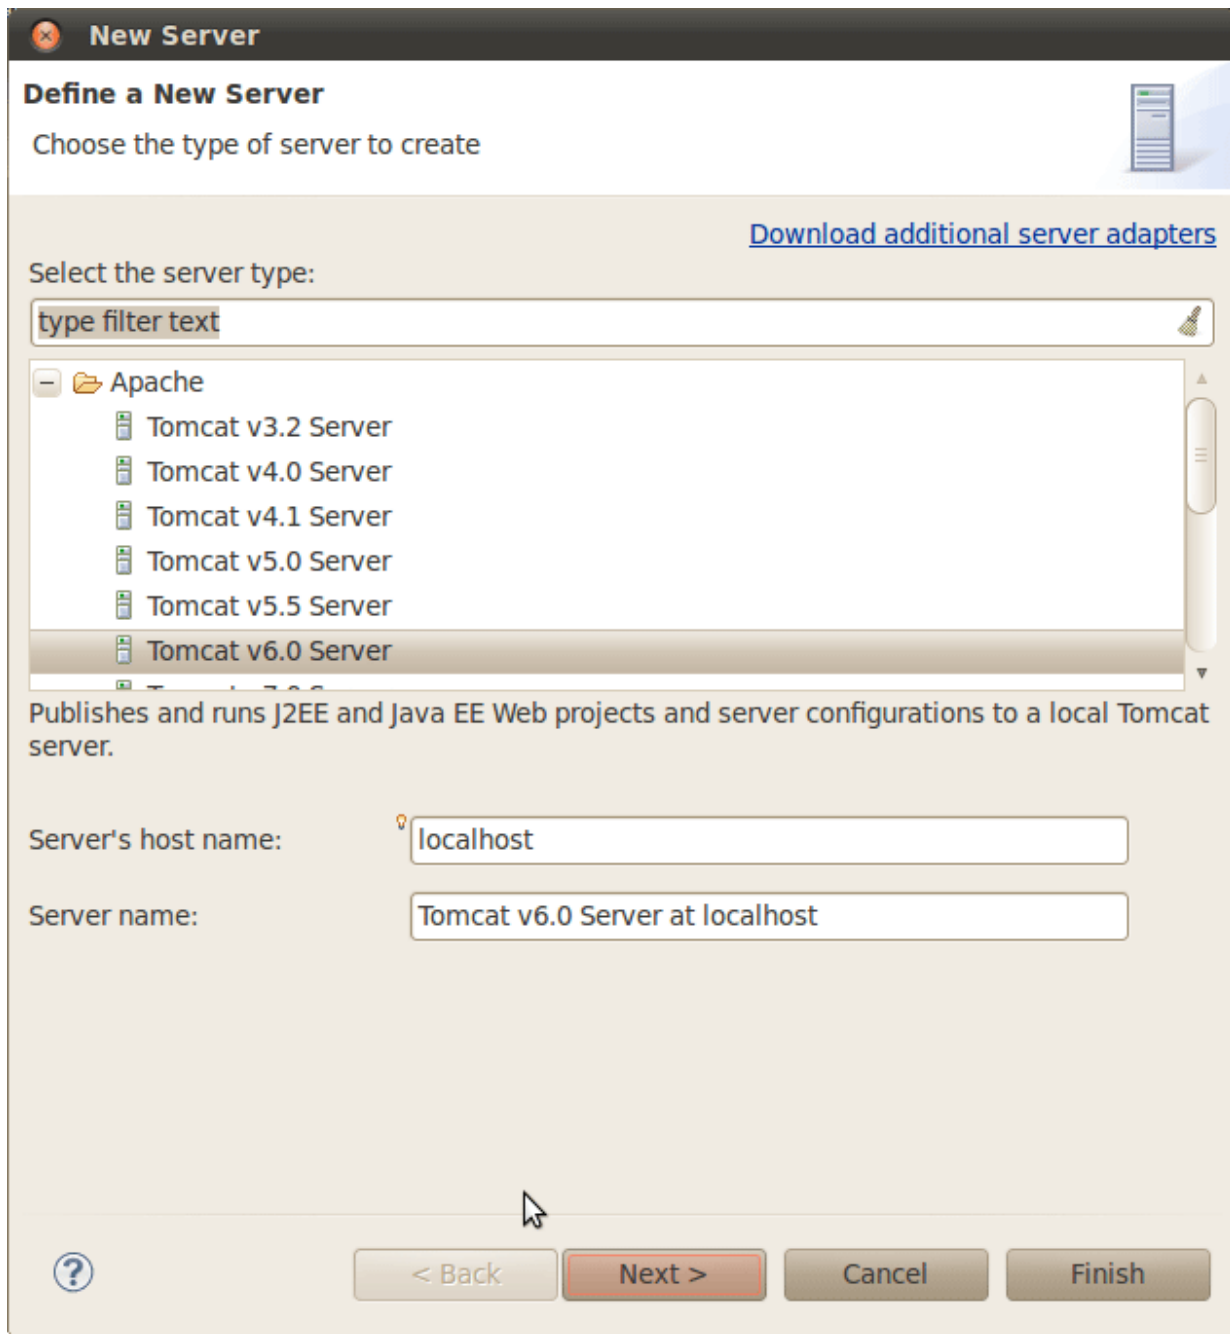 New Server
Define a New Server
Choose the type of server to create
Download additional server adapters
Select the server type:
type filter text
Apache
Tomcat v3.2 Server
Tomcat v4.0 Server
Tomcat v4.1 Server
Tomcat v5.0 Server
Tomcat v5.5 Server
Tomcat v6.0 Server
Publishes and runs J2EE and Java EE Web projects and server configurations to a local Tomcat
server.
Server's host name:
localhost
Server name:
Tomcat v6.0 Server at localhost
< Back
Next >
Cancel
Finish